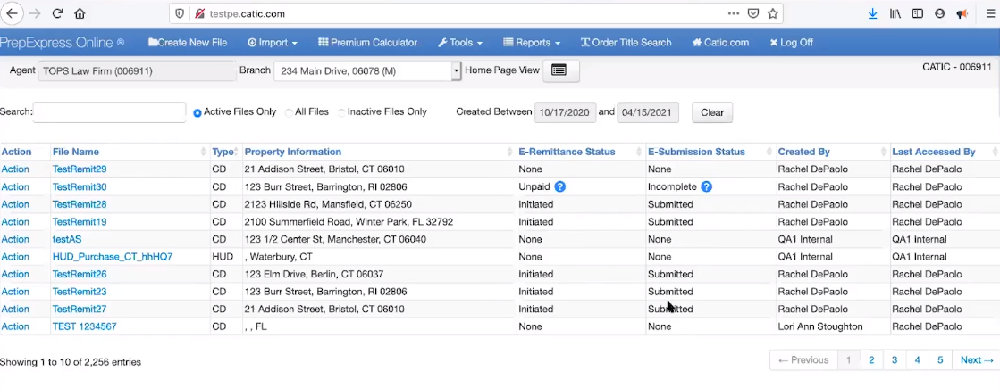 testpe.catic.com
PrepExpress Online ® Create New File Import Premium Calculator Tools Reports Order Title Search Catic.com Log Off
Agent TOPS Law Firm (006911) Branch 234 Main Drive, 06078 (M) Home Page View CATIC - 006911
Search: Active Files Only All Files Inactive Files Only Created Between 10/17/2020 and 04/15/2021 Clear
Action File Name Type Property Information E-Remittance Status E-Submission Status Created By Last Accessed By
Action TestRemit29 CD 21 Addison Street, Bristol, CT 06010 None None Rachel DePaolo Rachel DePaolo
Action TestRemit30 CD 123 Burr Street, Barrington, RI 02806 Unpaid ? Incomplete ? Rachel DePaolo Rachel DePaolo
Action TestRemit28 CD 2123 Hillside Rd, Mansfield, CT 06250 Initiated Submitted Rachel DePaolo Rachel DePaolo
Action TestRemit19 CD 2100 Summerfield Road, Winter Park, FL 32792 Initiated Submitted Rachel DePaolo Rachel DePaolo
Action testAS CD 123 1/2 Center St, Manchester, CT 06040 None None QA1 Internal QA1 Internal
Action HUD_Purchase_CT_hhHQ7 HUD , Waterbury, CT None None QA1 Internal QA1 Internal
Action TestRemit26 CD 123 Elm Drive, Berlin, CT 06037 Initiated Submitted Rachel DePaolo Rachel DePaolo
Action TestRemit23 CD 123 Burr Street, Barrington, RI 02806 Initiated Submitted Rachel DePaolo Rachel DePaolo
Action TestRemit27 CD 21 Addison Street, Bristol, CT 06010 Initiated Submitted Rachel DePaolo Rachel DePaolo
Action TEST 1234567 CD , , FL None None Lori Ann Stoughton Rachel DePaolo
Showing 1 to 10 of 2,256 entries ← Previous 1 2 3 4 5 Next →